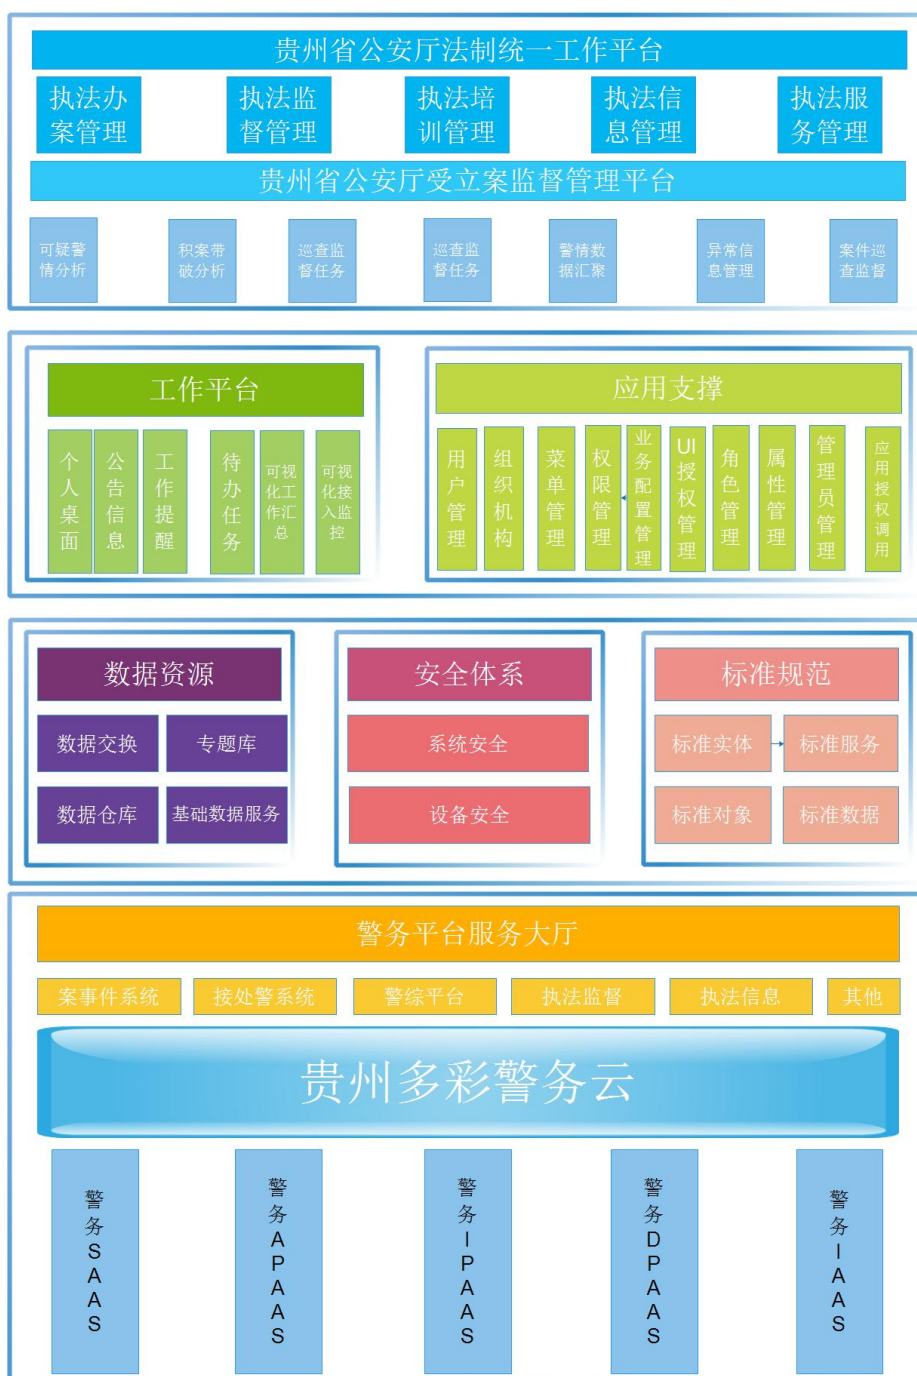 贵州省公安厅法制统一工作平台
执法办
案管理
执法监
督管理
执法培
训管理
执法信
息管理
执法服
务管理
贵州省公安厅受立案监督管理平台
可疑警
情分析
积案带
破分析
巡查监
督任务
巡查监
督任务
警情数
据汇聚
异常信
息管理
案件巡
查监督
工作平台
个人桌面
公告信息
工作提醒
待办任务
可视
化工
作汇
总
可视
化接
入监
控
应用支撑
用户管理
组织机构
菜单管理
权限管理
业务配置管理
UI授权管理
角色管理
属性管理
管理员管理
应用授权调用
数据资源
数据交换
专题库
数据仓库
基础数据服务
安全体系
系统安全
设备安全
标准规范
标准实体
标准服务
标准对象
标准数据
警务平台服务大厅
案事件系统
接处警系统
警综平台
执法监督
执法信息
其他
贵州多彩警务云
警务SAAS
警务APAAS
警务IPAAS
警务DPAAS
警务IAAS